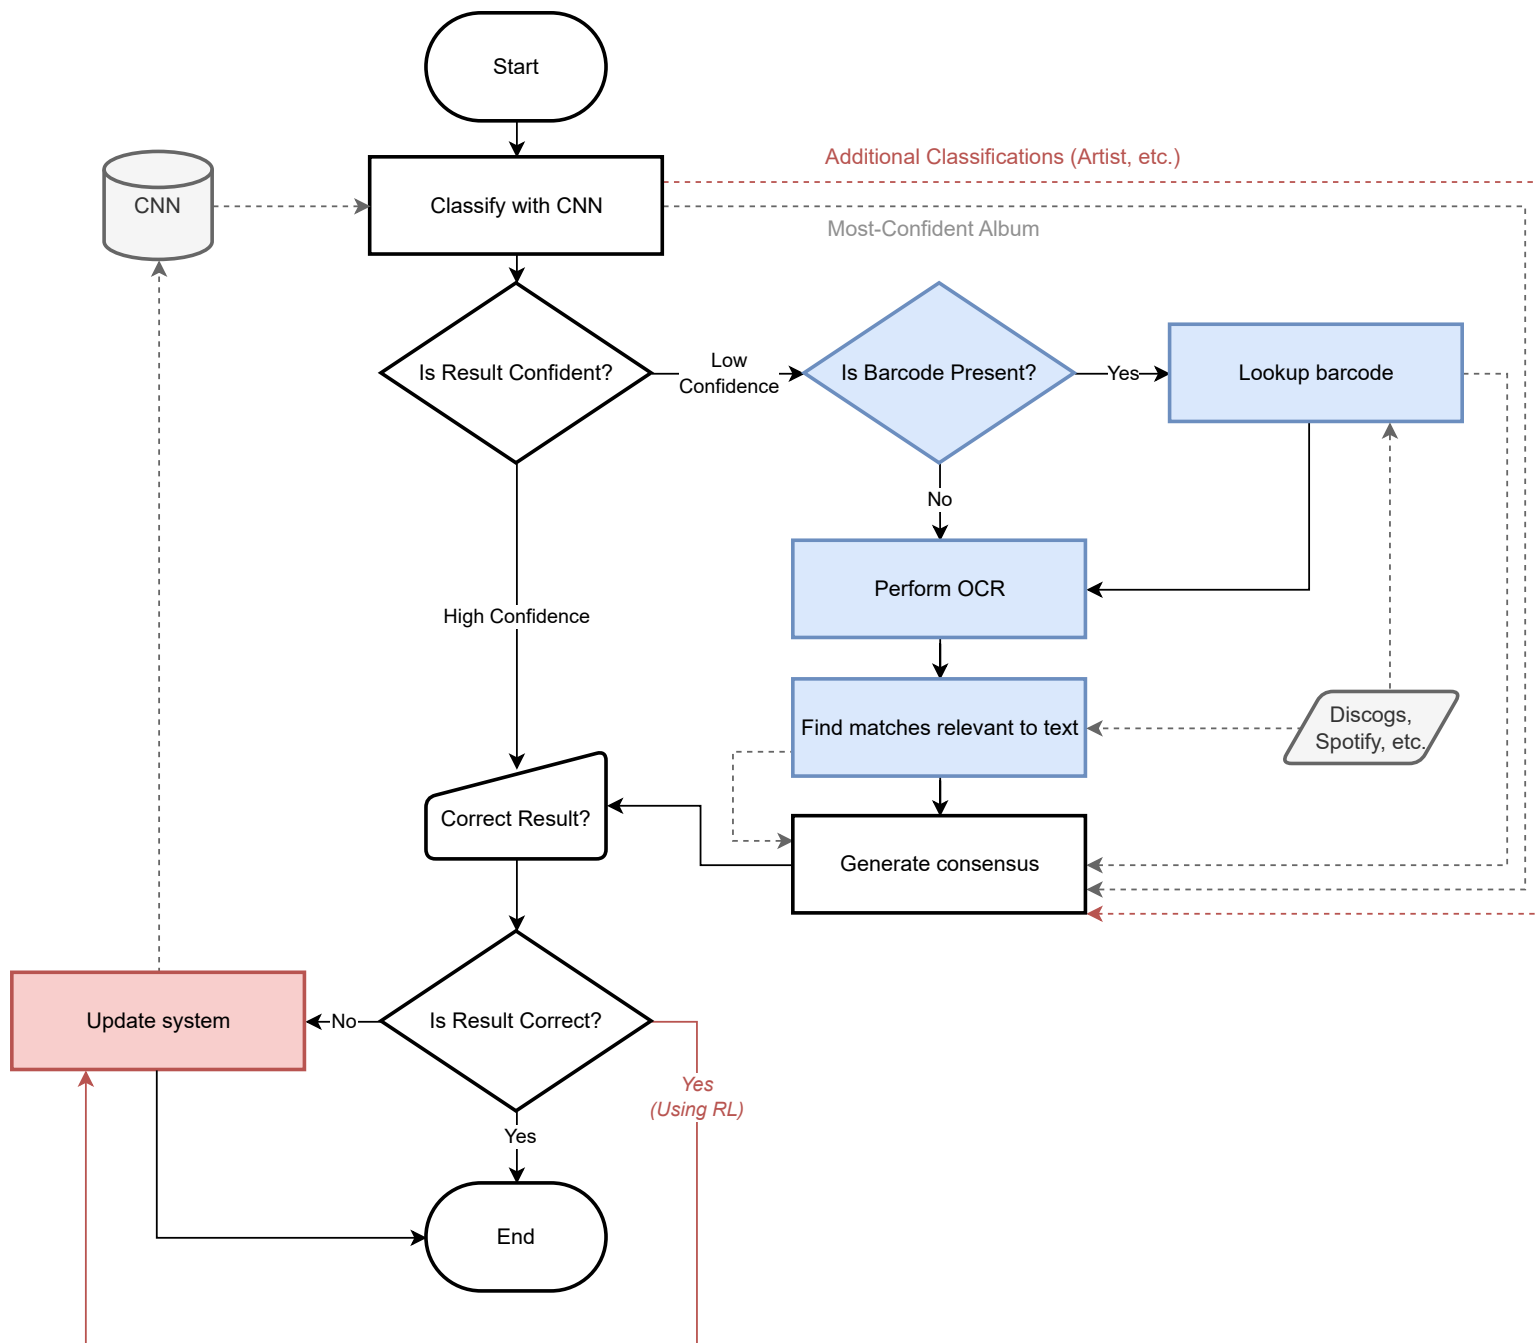 Start
Additional Classifications (Artist, etc.)
CNN
Classify with CNN
Most-Confident Album
Is Result Confident?
Low
Confidence
Is Barcode Present?
Yes
Lookup barcode
No
Perform OCR
High Confidence
Find matches relevant to text
Discogs,
Spotify, etc.
Correct Result?
Generate consensus
Update system
No
Is Result Correct?
Yes
(Using RL)
Yes
End